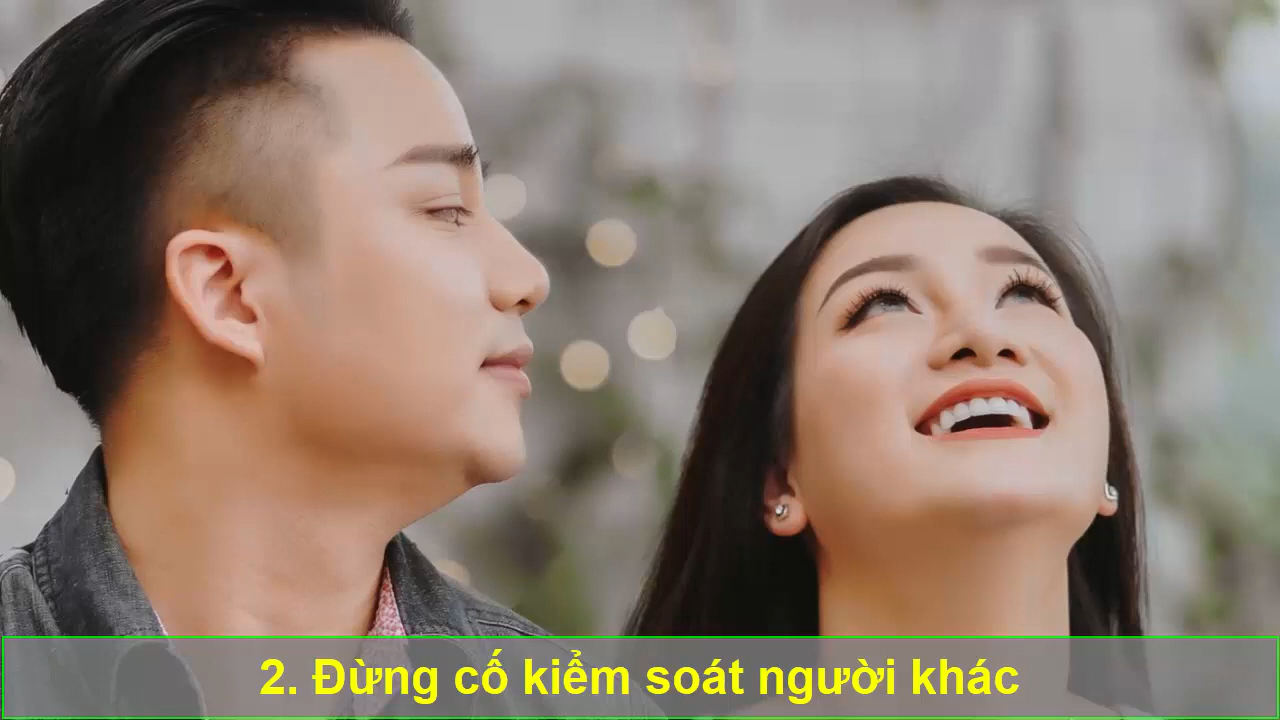 2. Đừng cố kiểm soát người khác